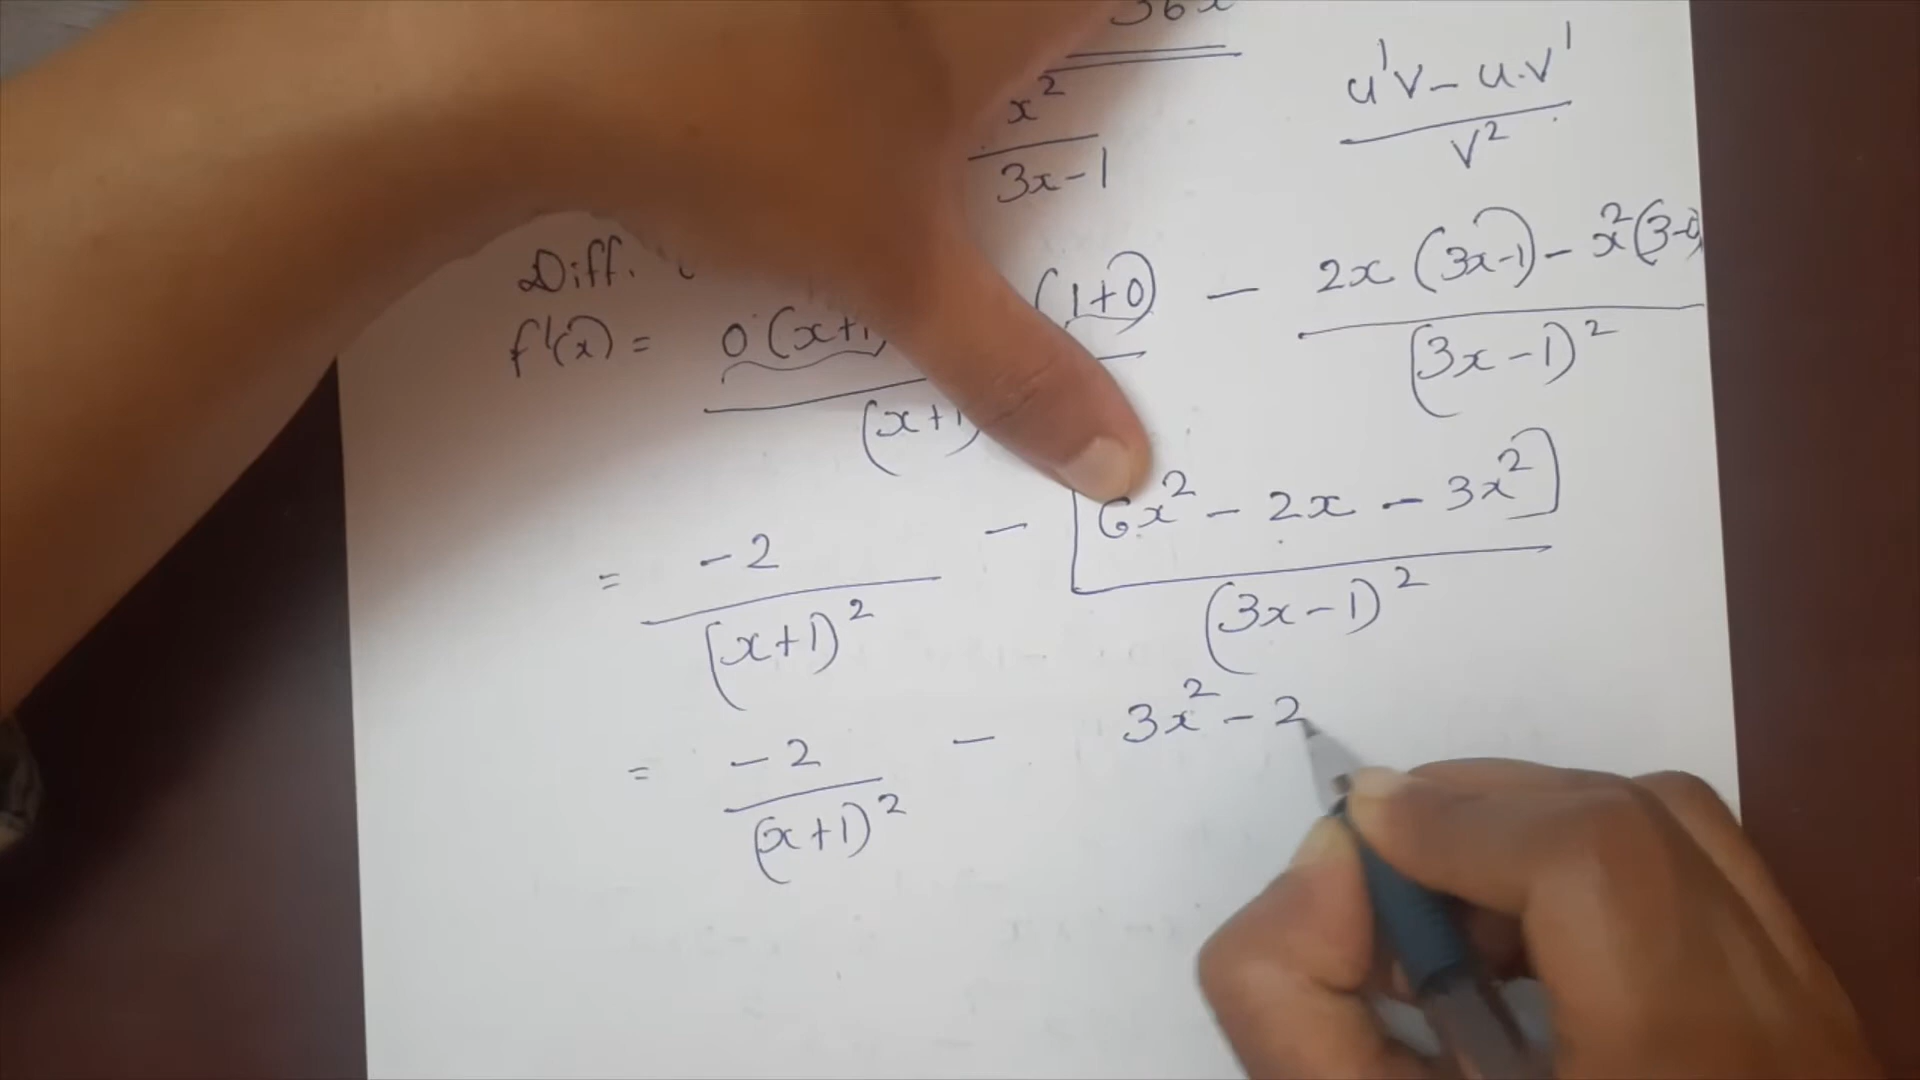 36x
x²/(3x-1)
(u'v - u.v')/v²
Diff.
f'(x) = 0(x+1) (1+0)/(x+1) - (2x(3x-1) - x²(3-0)/(3x-1)²
= -2/(x+1)² - [6x² - 2x - 3x²]/(3x-1)²
= -2/(x+1)² - 3x² - 2